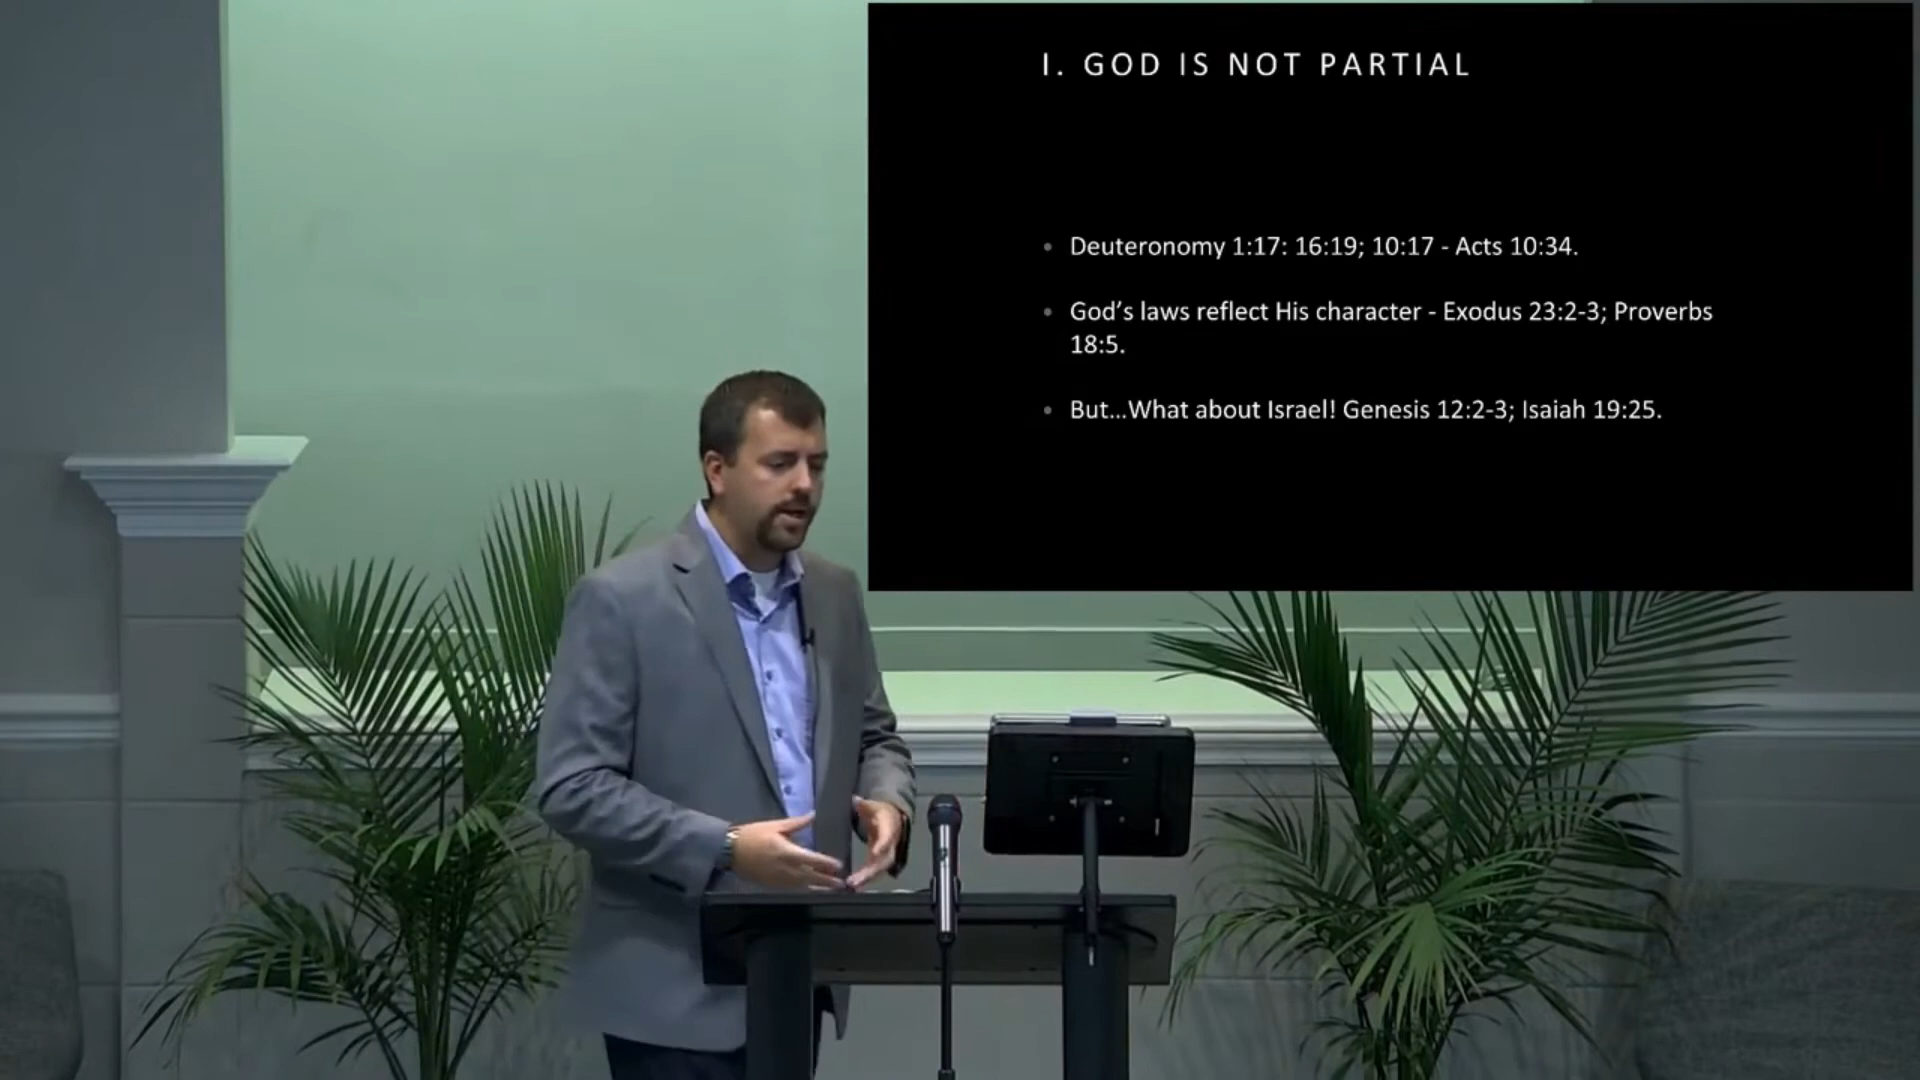 I. GOD IS NOT PARTIAL
• Deuteronomy 1:17: 16:19; 10:17 - Acts 10:34.
• God’s laws reflect His character - Exodus 23:2-3; Proverbs
18:5.
• But...What about Israel! Genesis 12:2-3; Isaiah 19:25.